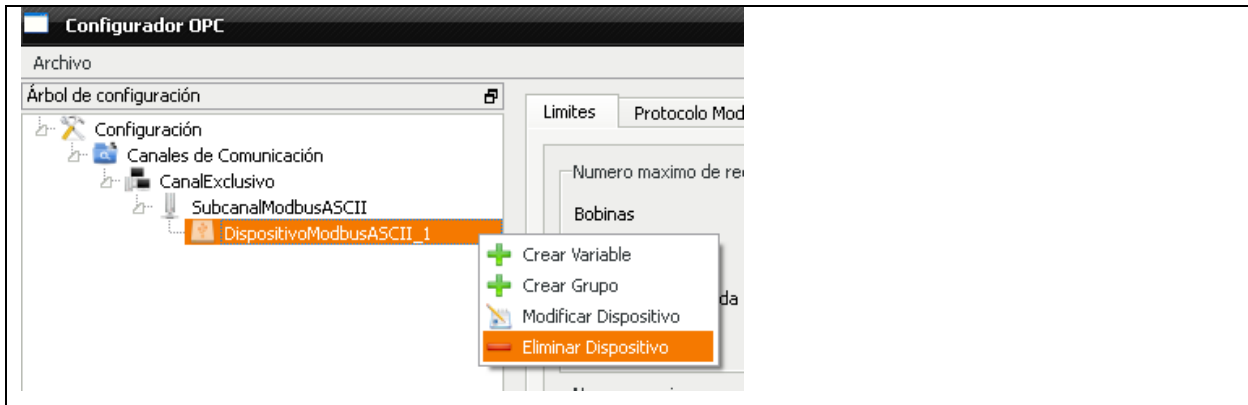 Configurador OPC
Archivo
Árbol de configuración
Configuración
Canales de Comunicación
CanalExclusivo
SubcanalModbusASCII
DispositivoModbusASCII_1
Limites
Protocolo Mod
Numero maximo de re
Bobinas
da
Crear Variable
Crear Grupo
Modificar Dispositivo
Eliminar Dispositivo